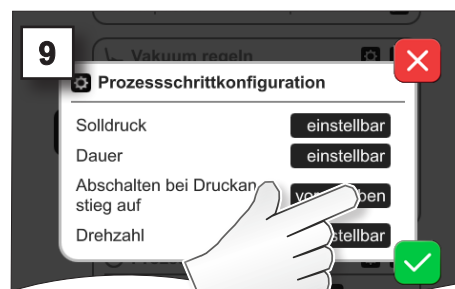 9
Vakuum regeln
Prozessschrittkonfiguration
Solldruck einstellbar
Dauer einstellbar
Abschalten bei Druckan
stieg auf
Drehzahl